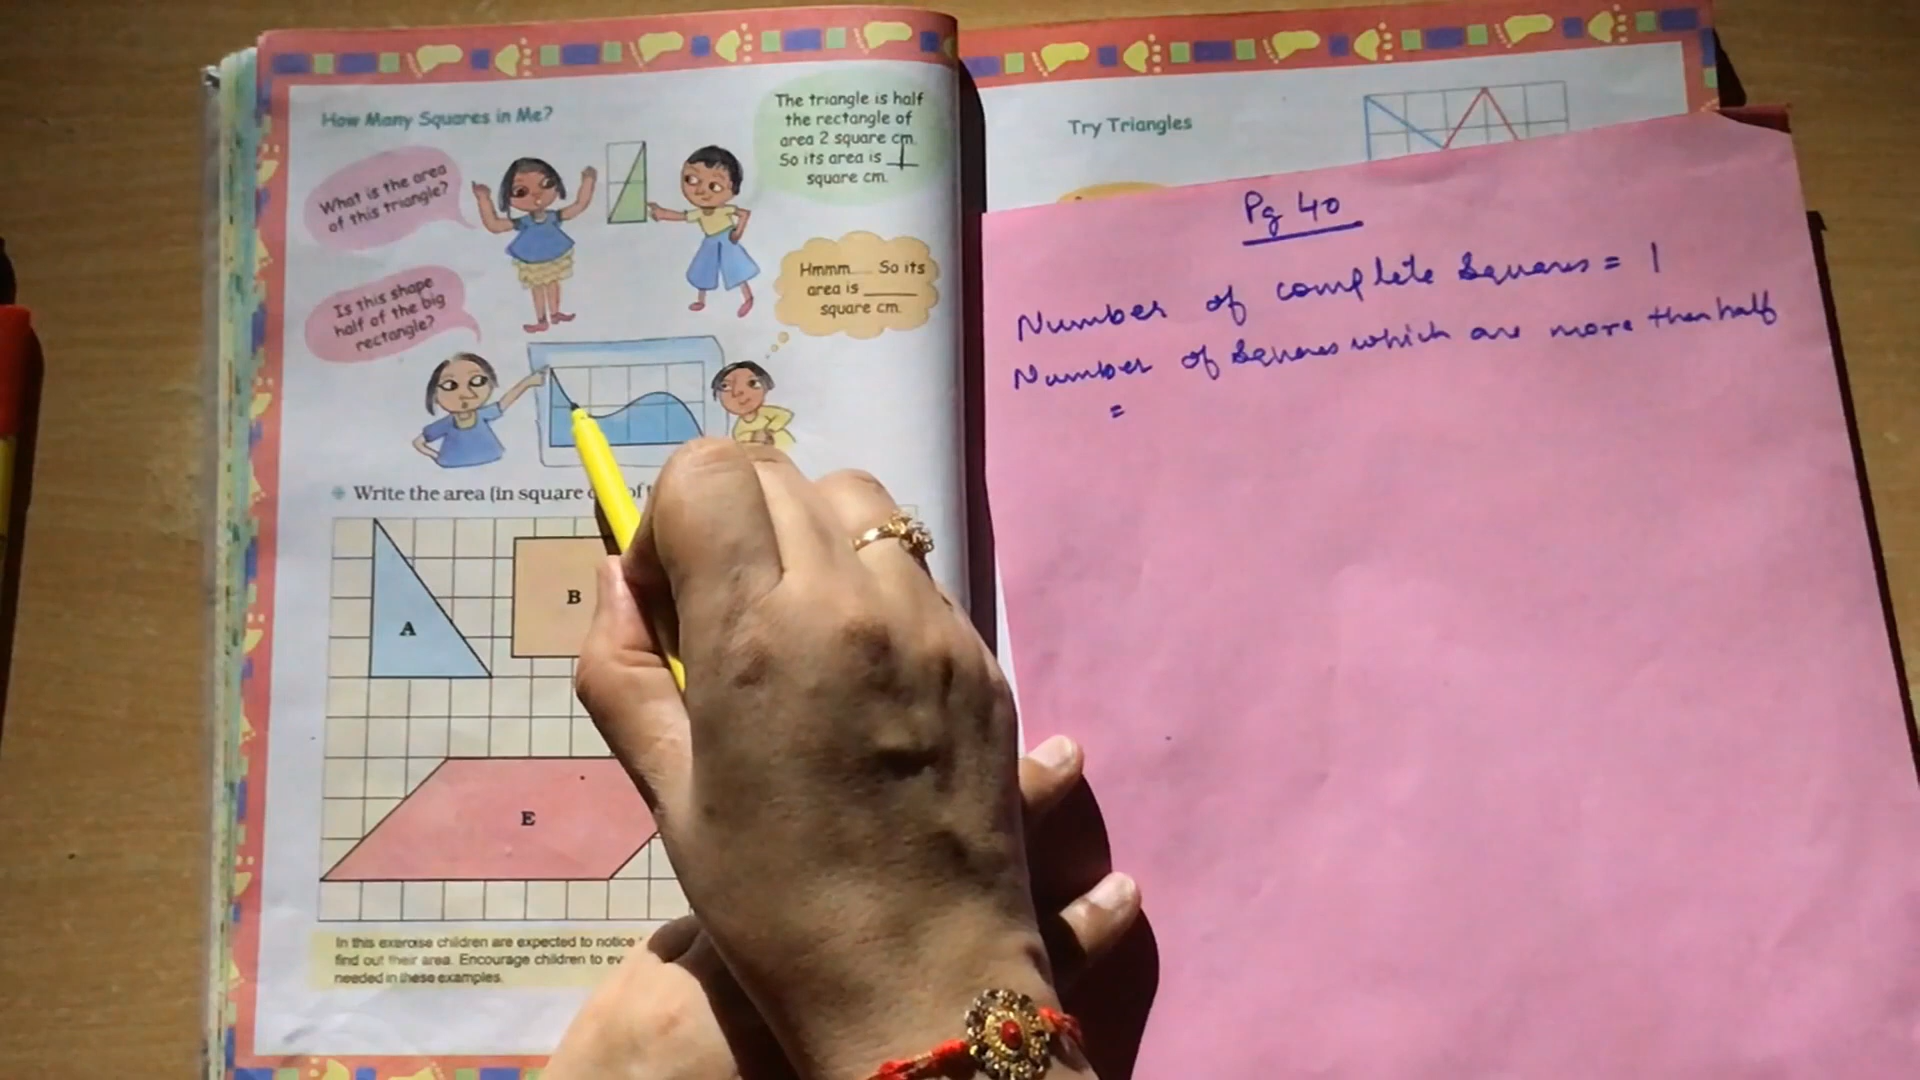 How Many Squares in Me?
What is the area
of this triangle?
The triangle is half
the rectangle of
area 2 square cm.
So its area is 1
square cm.
Is this shape
half of the big
rectangle?
Hmmm.... So its
area is ______
square cm.
Write the area (in square
A
B
E
In this exercise children are expected to notice
find out their area. Encourage children to
needed in these examples.
Try Triangles
Pg 40
Number of complete squares = 1
Number of squares which are more than half
=